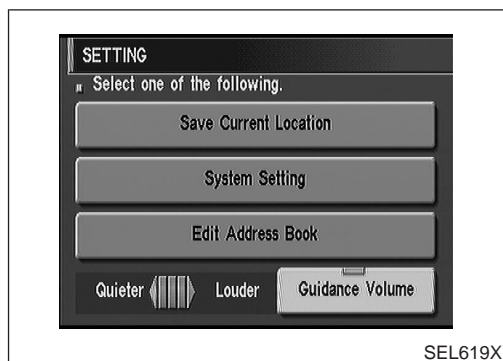 SETTING
Select one of the following.
Save Current Location
System Setting
Edit Address Book
Quieter Louder Guidance Volume
SEL619X